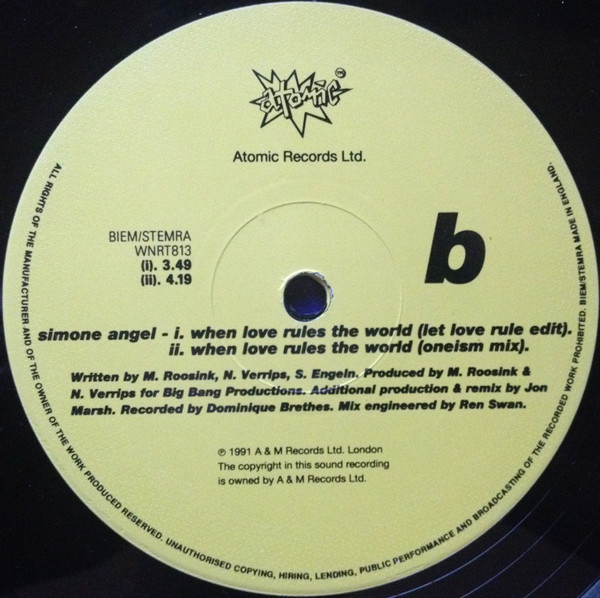 atomic
Atomic Records Ltd.
BIEM/STEMRA
WNRT813
(i). 3.49
(ii). 4.19
b
simone angel - i. when love rules the world (let love rule edit).
ii. when love rules the world (oneism mix).
Written by M. Roosink, N. Verrips, S. Engeln. Produced by M. Roosink &
N. Verrips for Big Bang Productions. Additional production & remix by Jon
Marsh. Recorded by Dominique Brethes. Mix engineered by Ren Swan.
℗ 1991 A & M Records Ltd. London
The copyright in this sound recording
is owned by A & M Records Ltd.
ALL RIGHTS OF THE MANUFACTURER AND OF THE OWNER OF THE WORK PRODUCED RESERVED. UNAUTHORISED COPYING, HIRING, LENDING, PUBLIC PERFORMANCE AND BROADCASTING OF THE RECORDED WORK PROHIBITED. BIEM/STEMRA MADE IN ENGLAND.